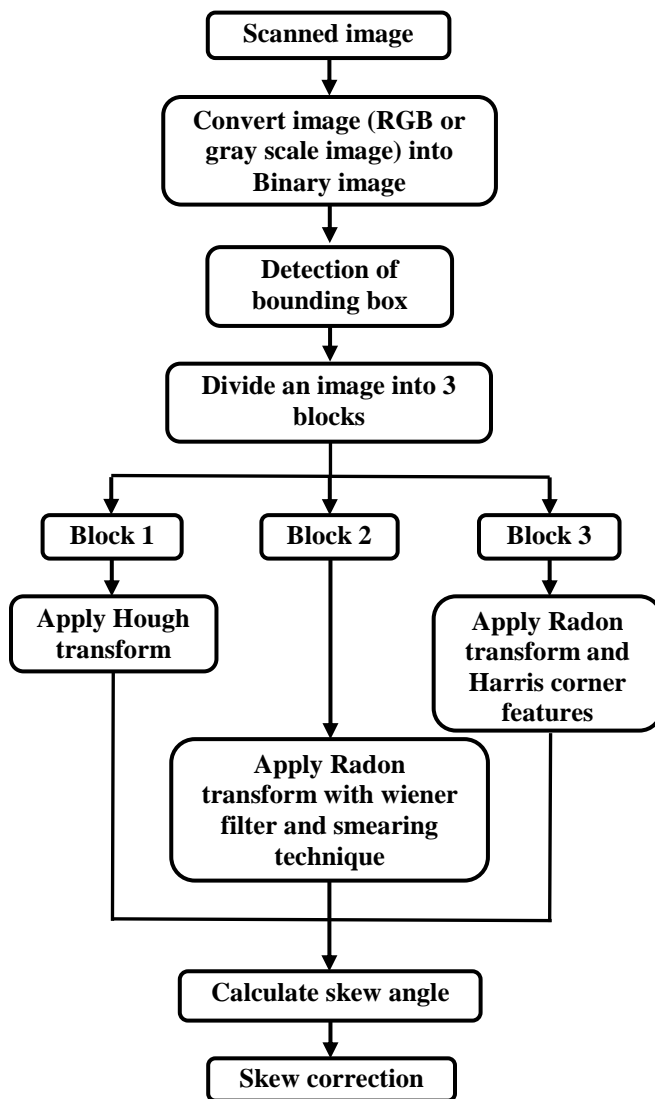 Scanned image
Convert image (RGB or
gray scale image) into
Binary image
Detection of
bounding box
Divide an image into 3
blocks
Block 1
Block 2
Block 3
Apply Hough
transform
Apply Radon
transform and
Harris corner
features
Apply Radon
transform with wiener
filter and smearing
technique
Calculate skew angle
Skew correction